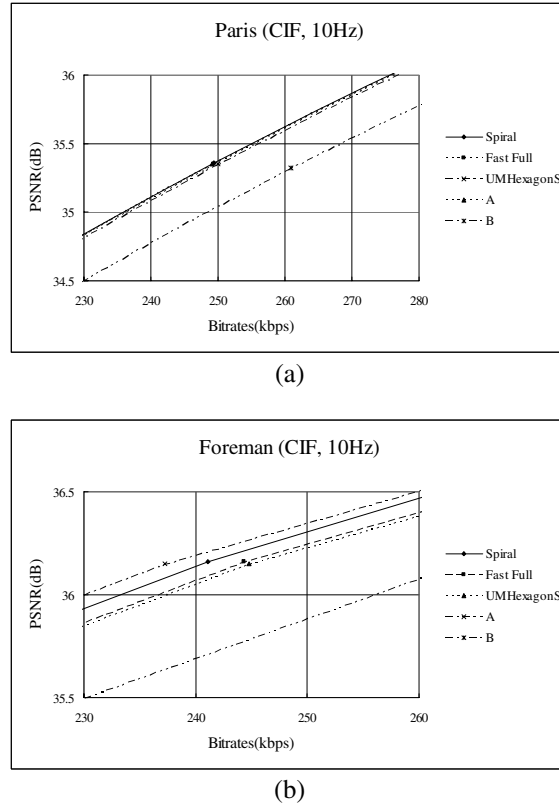 Paris (CIF, 10Hz)
36
35.5
35
34.5
PSNR(dB)
230 240 250 260 270 280
Bitrates(kbps)
Spiral
Fast Full
UMHexagonS
A
B
(a)
Foreman (CIF, 10Hz)
36.5
36
35.5
PSNR(dB)
230 240 250 260
Bitrates(kbps)
Spiral
Fast Full
UMHexagonS
A
B
(b)